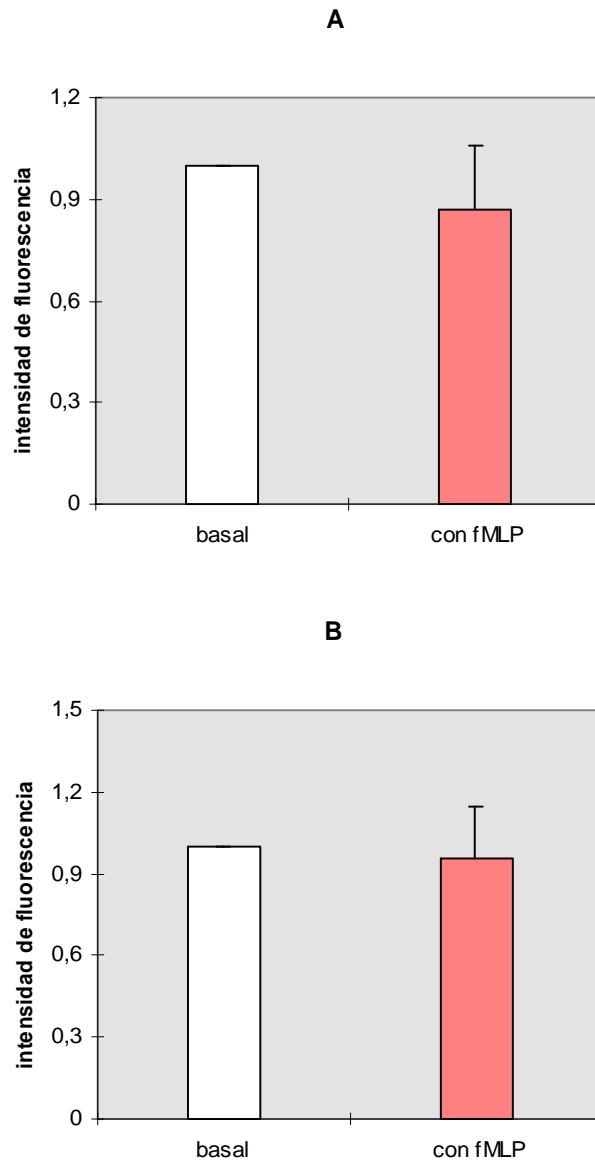 A
1,2
0,9
0,6
0,3
0
intensidad de fluorescencia
basal con fMLP
B
1,5
1,2
0,9
0,6
0,3
0
intensidad de fluorescencia
basal con fMLP